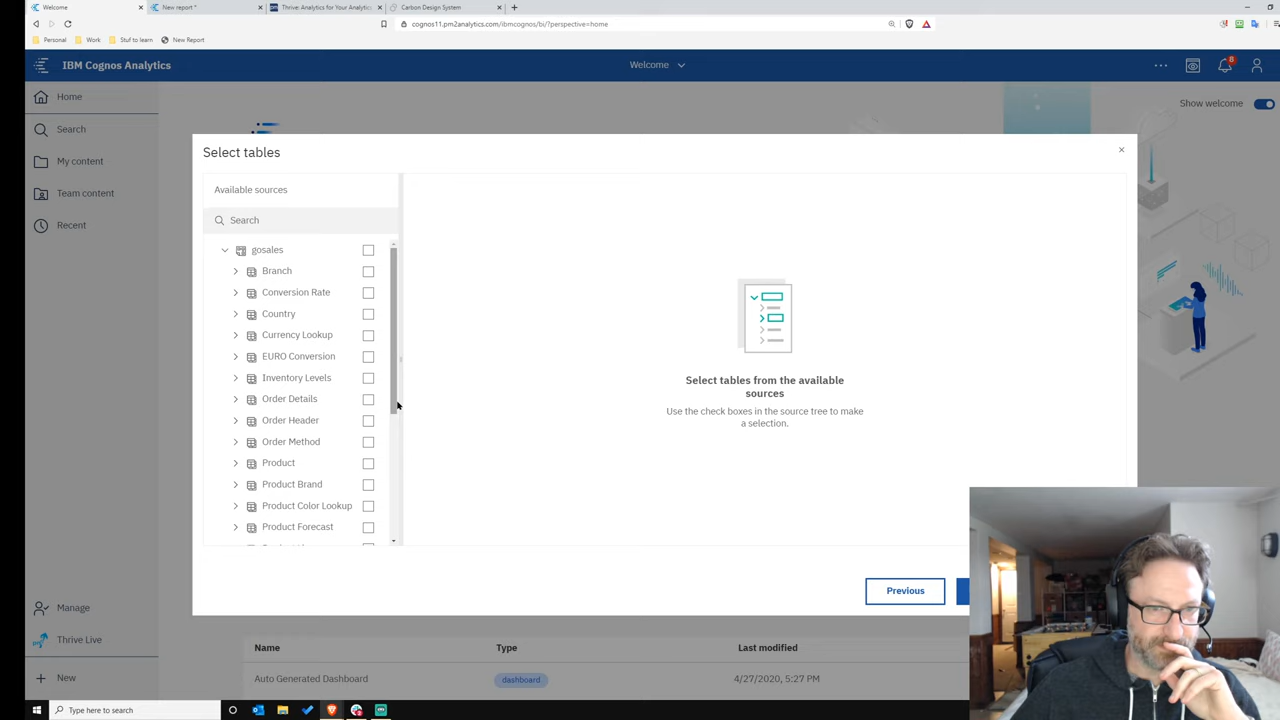 Welcome
New report *
Thrive: Analytics for Your Analytic
Carbon Design System
cognos11.pm2analytics.com/ibmcognos/bi/?perspective=home
Personal
Work
Stuf to learn
New Report
IBM Cognos Analytics
Welcome
8
Home
Search
My content
Team content
Recent
Show welcome
Select tables
Available sources
Search
gosales
Branch
Conversion Rate
Country
Currency Lookup
EURO Conversion
Inventory Levels
Order Details
Order Header
Order Method
Product
Product Brand
Product Color Lookup
Product Forecast
Select tables from the available
sources
Use the check boxes in the source tree to make
a selection.
Previous
Manage
Thrive Live
New
Name
Type
Last modified
Auto Generated Dashboard
dashboard
4/27/2020, 5:27 PM
Type here to search